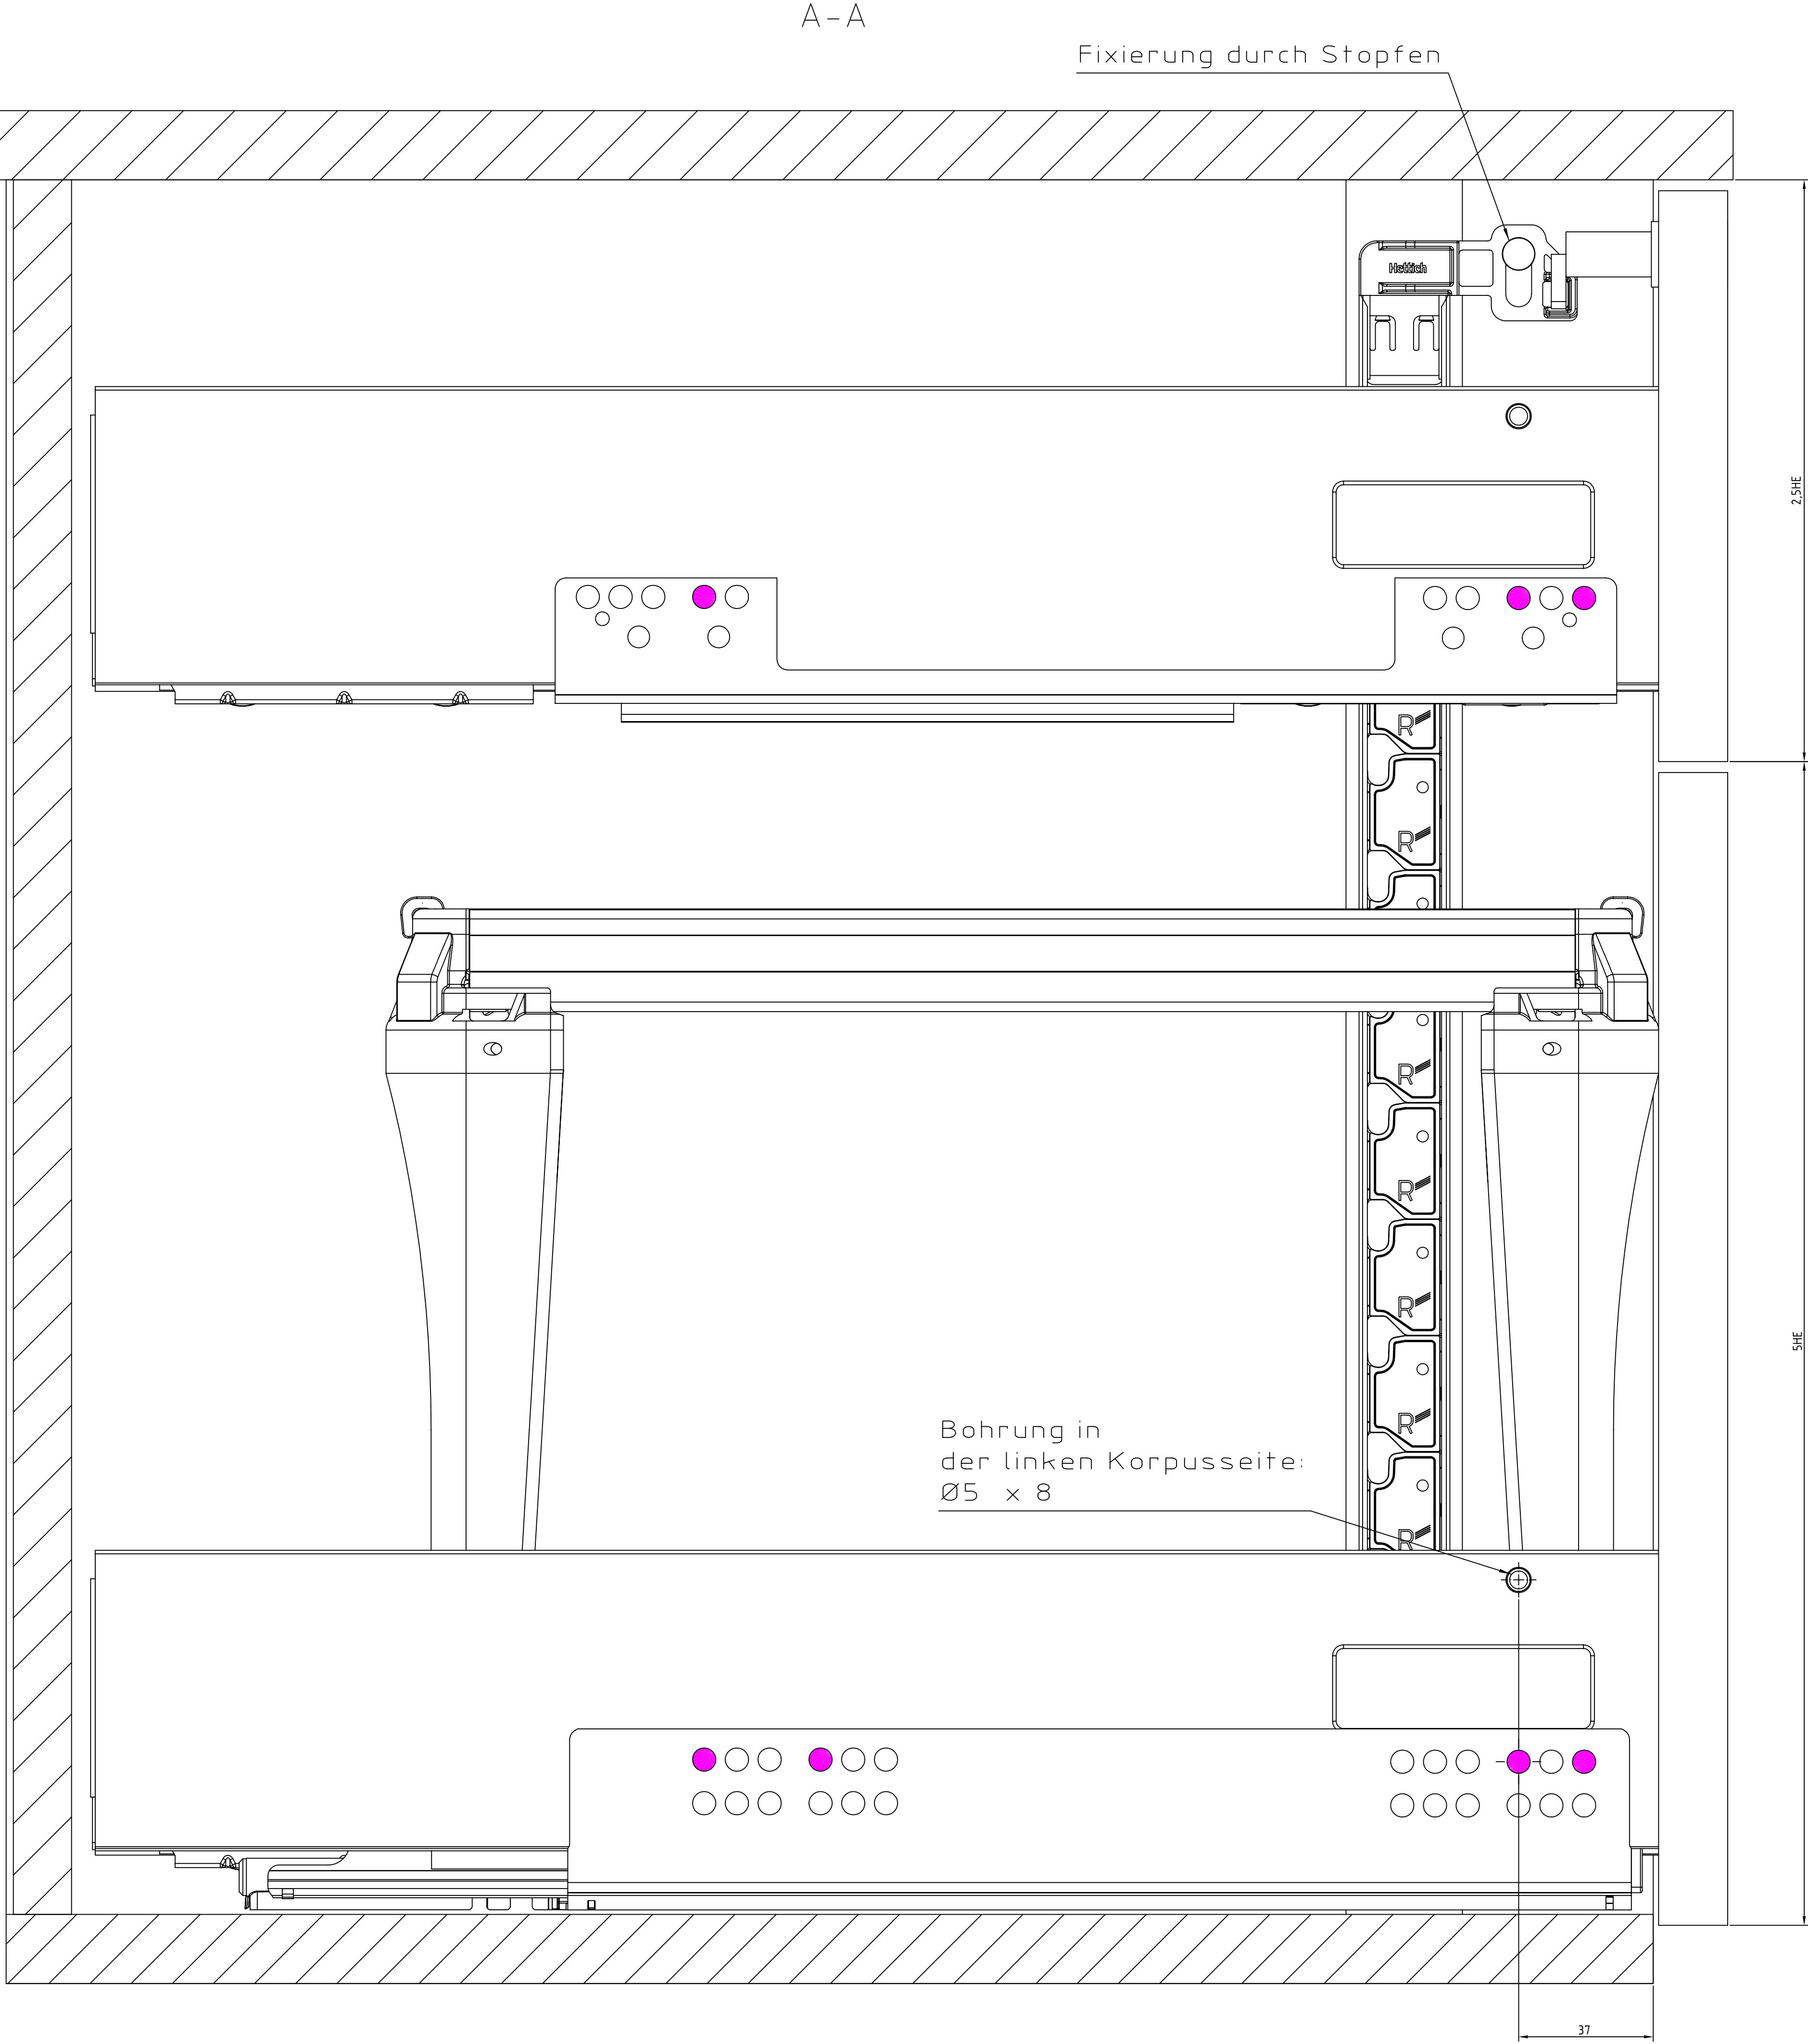 A-A
Fixierung durch Stopfen
Hettich
2,5HE
R
R
R
R
R
R
5HE
Bohrung in
der linken Korpusseite:
Ø5 x 8
R
37